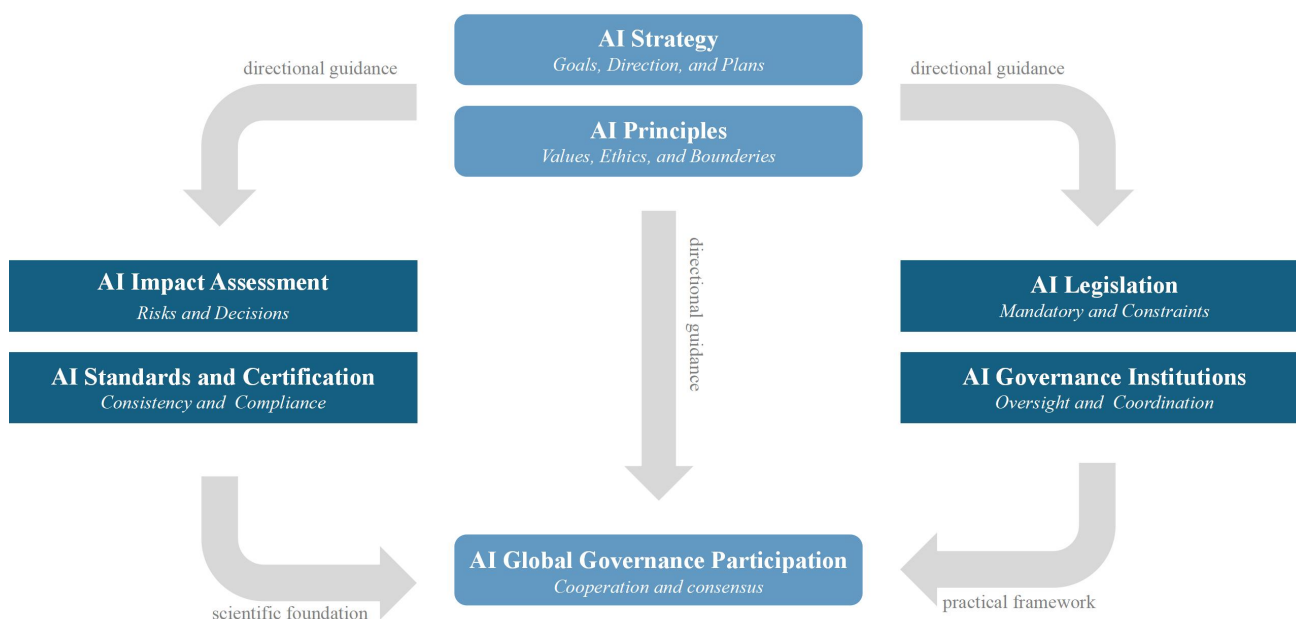 AI Strategy
Goals, Direction, and Plans
directional guidance
directional guidance
AI Principles
Values, Ethics, and Bounderies
directional guidance
AI Impact Assessment
Risks and Decisions
AI Legislation
Mandatory and Constraints
AI Standards and Certification
Consistency and Compliance
AI Governance Institutions
Oversight and Coordination
AI Global Governance Participation
Cooperation and consensus
scientific foundation
practical framework